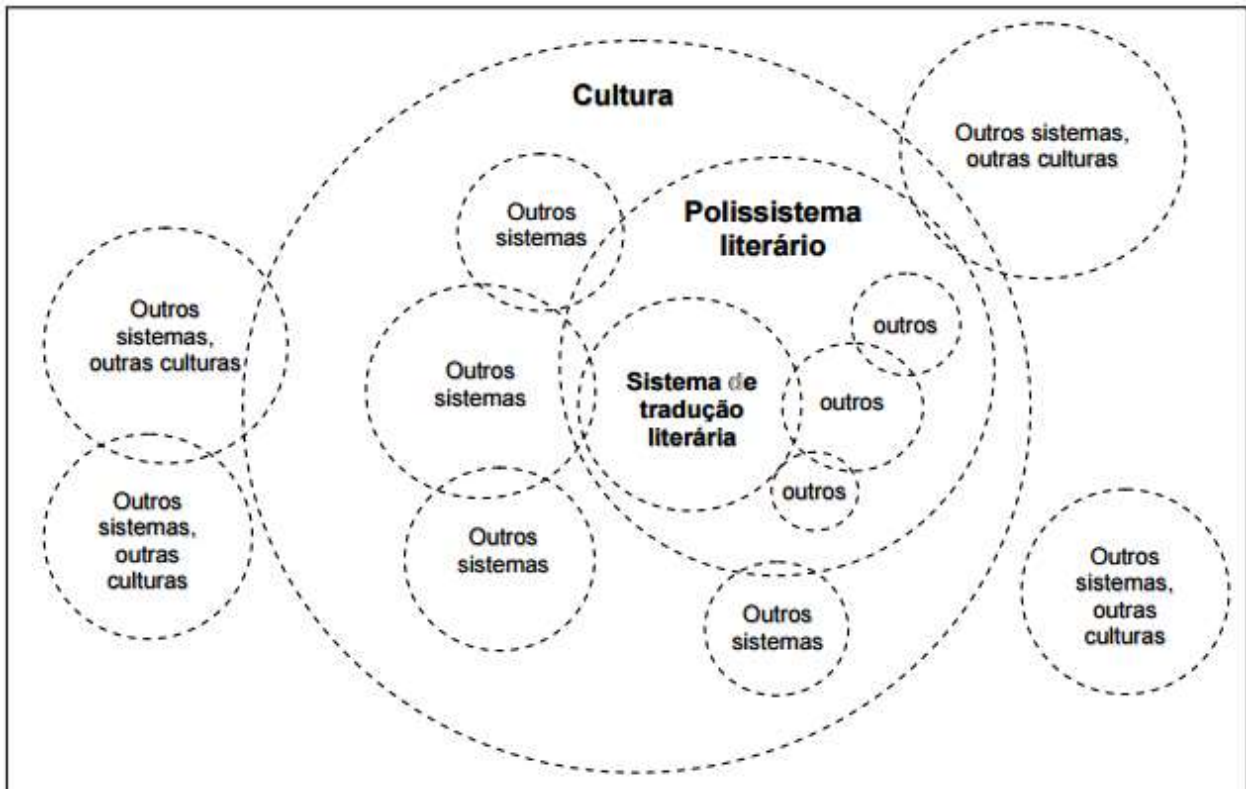 Cultura
Outros sistemas,
outras culturas
Outros
sistemas
Polissistema
literário
Outros
sistemas,
outras culturas
outros
Outros
sistemas
Sistema de
tradução
literária
outros
outros
Outros
sistemas,
outras
culturas
Outros
sistemas
Outros
sistemas
Outros
sistemas,
outras
culturas